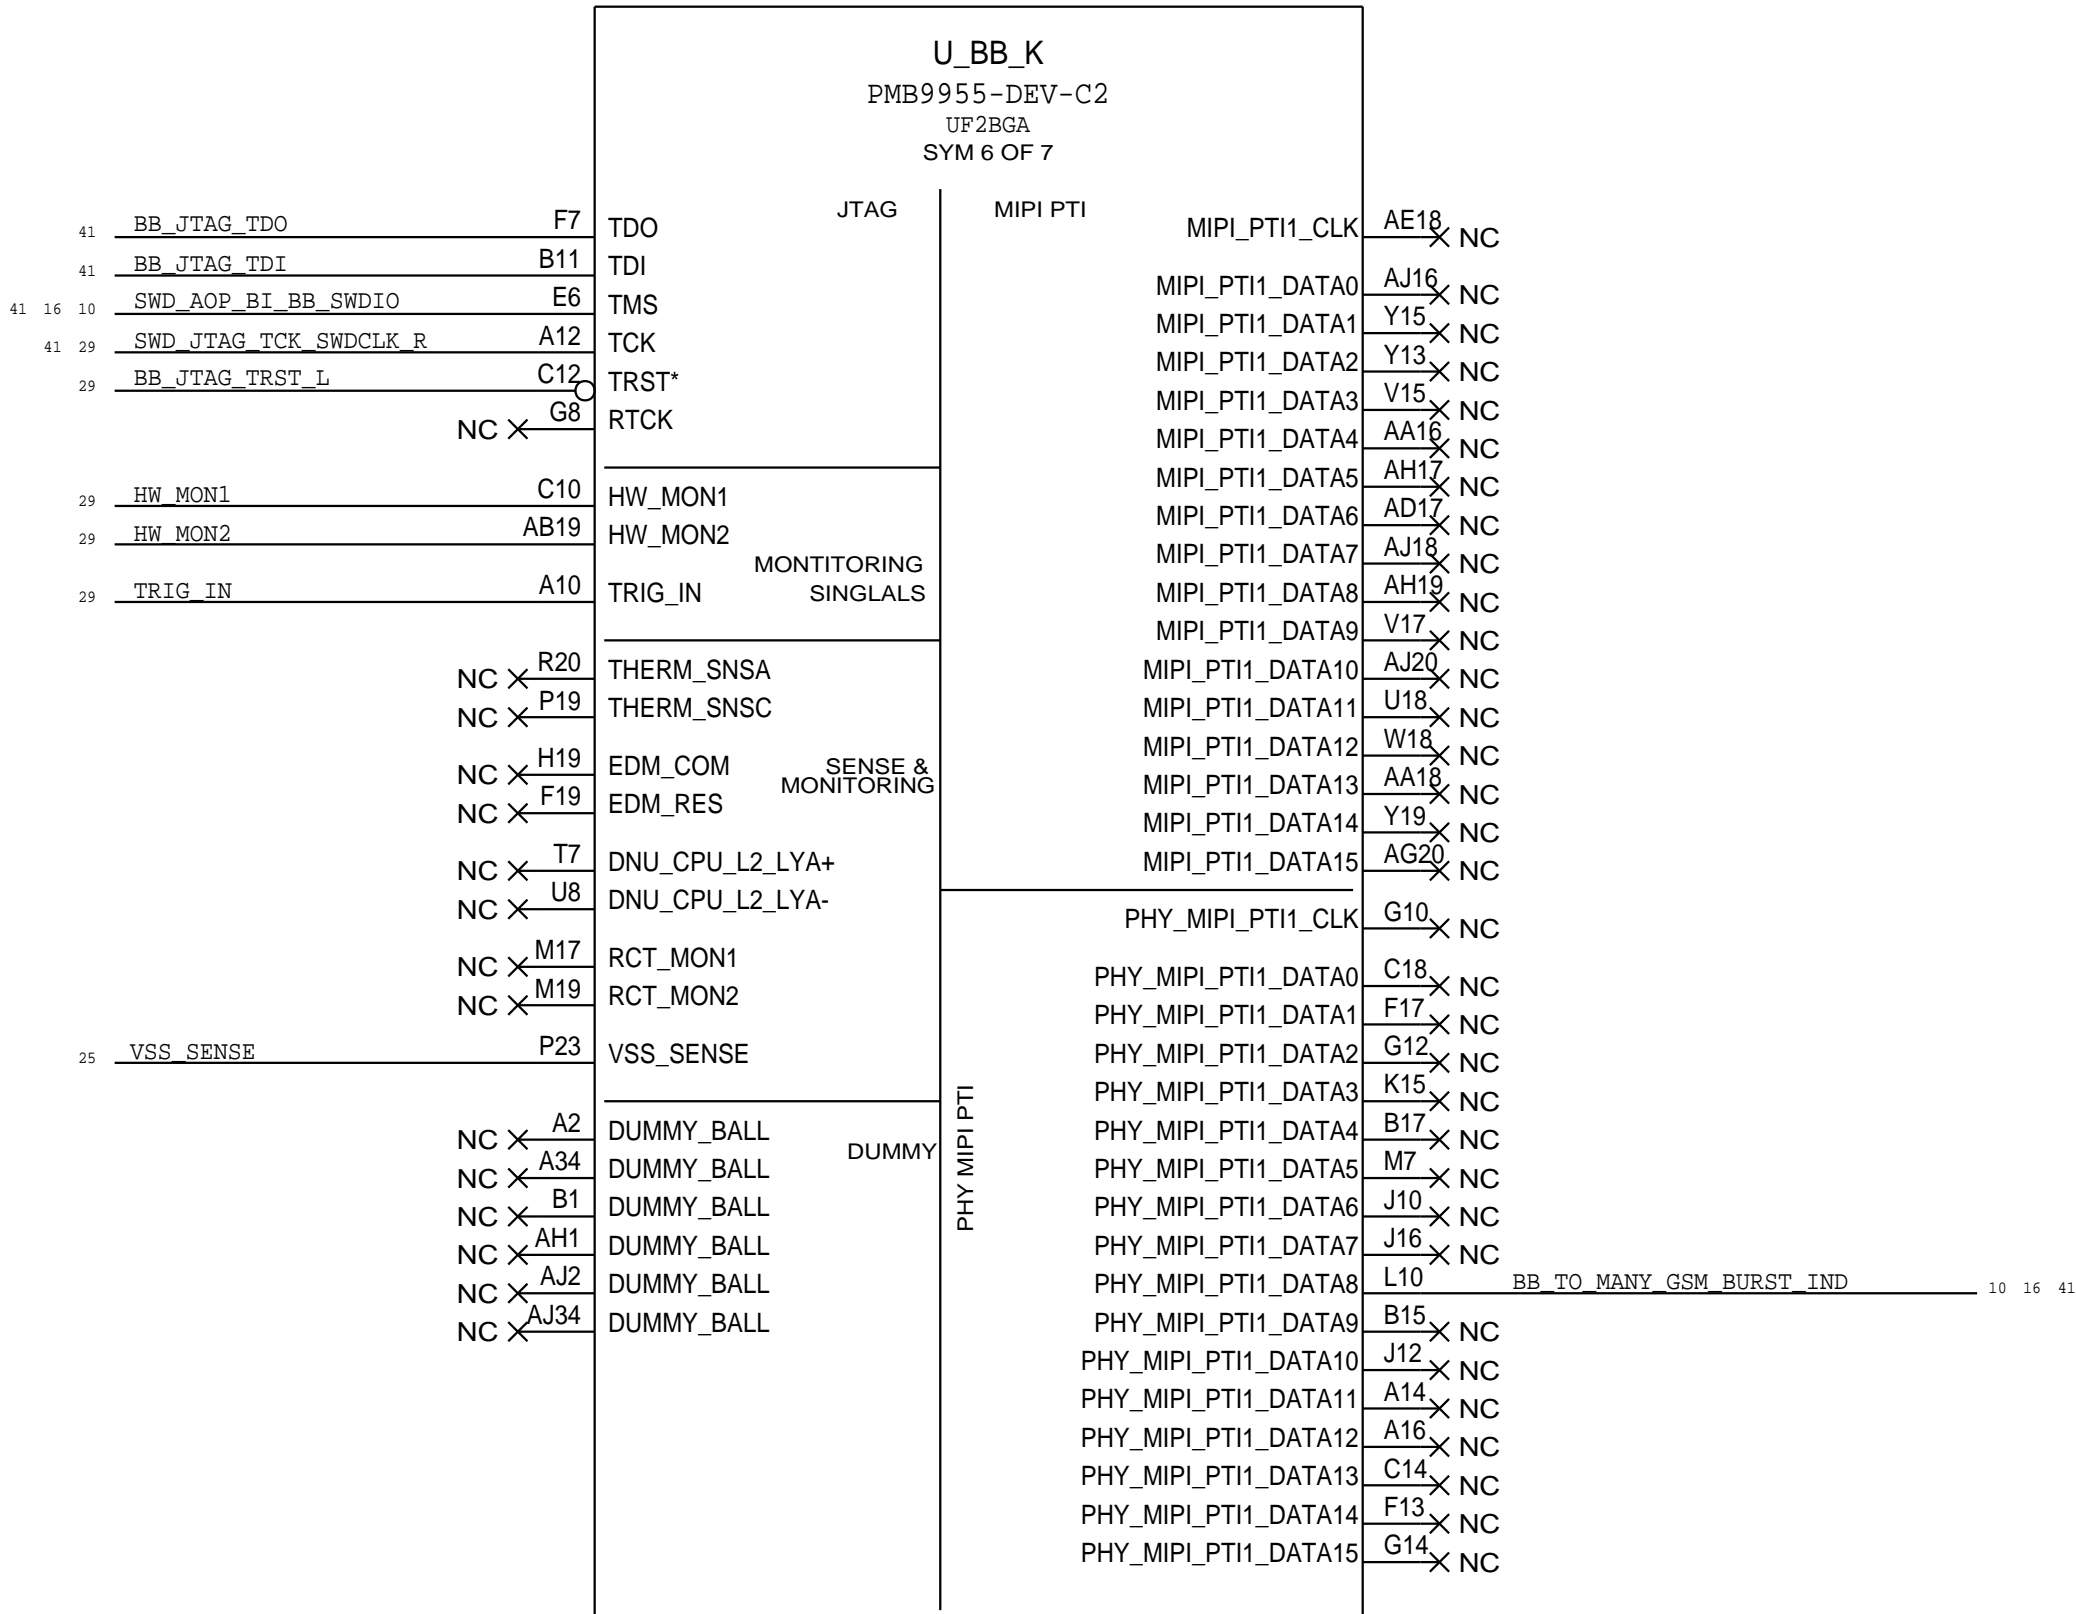 U_BB_K
PMB9955-DEV-C2
UF2BGA
SYM 6 OF 7
JTAG
MIPI PTI
41 BB_JTAG_TDO F7 TDO
41 BB_JTAG_TDI B11 TDI
41 16 10 SWD_AOP_BI_BB_SWDIO E6 TMS
41 29 SWD_JTAG_TCK_SWDCLK_R A12 TCK
29 BB_JTAG_TRST_L C12 TRST*
NC G8 RTCK
29 HW_MON1 C10 HW_MON1
29 HW_MON2 AB19 HW_MON2
MONTITORING
SINGLALS
29 TRIG_IN A10 TRIG_IN
NC R20 THERM_SNSA
NC P19 THERM_SNSC
NC H19 EDM_COM
NC F19 EDM_RES
SENSE &
MONITORING
NC T7 DNU_CPU_L2_LYA+
NC U8 DNU_CPU_L2_LYA-
NC M17 RCT_MON1
NC M19 RCT_MON2
25 VSS_SENSE P23 VSS_SENSE
NC A2 DUMMY_BALL
DUMMY
NC A34 DUMMY_BALL
NC B1 DUMMY_BALL
NC AH1 DUMMY_BALL
NC AJ2 DUMMY_BALL
NC AJ34 DUMMY_BALL
MIPI_PTI1_CLK AE18 NC
MIPI_PTI1_DATA0 AJ16 NC
MIPI_PTI1_DATA1 Y15 NC
MIPI_PTI1_DATA2 Y13 NC
MIPI_PTI1_DATA3 V15 NC
MIPI_PTI1_DATA4 AA16 NC
MIPI_PTI1_DATA5 AH17 NC
MIPI_PTI1_DATA6 AD17 NC
MIPI_PTI1_DATA7 AJ18 NC
MIPI_PTI1_DATA8 AH19 NC
MIPI_PTI1_DATA9 V17 NC
MIPI_PTI1_DATA10 AJ20 NC
MIPI_PTI1_DATA11 U18 NC
MIPI_PTI1_DATA12 W18 NC
MIPI_PTI1_DATA13 AA18 NC
MIPI_PTI1_DATA14 Y19 NC
MIPI_PTI1_DATA15 AG20 NC
PHY MIPI PTI
PHY_MIPI_PTI1_CLK G10 NC
PHY_MIPI_PTI1_DATA0 C18 NC
PHY_MIPI_PTI1_DATA1 F17 NC
PHY_MIPI_PTI1_DATA2 G12 NC
PHY_MIPI_PTI1_DATA3 K15 NC
PHY_MIPI_PTI1_DATA4 B17 NC
PHY_MIPI_PTI1_DATA5 M7 NC
PHY_MIPI_PTI1_DATA6 J10 NC
PHY_MIPI_PTI1_DATA7 J16 NC
PHY_MIPI_PTI1_DATA8 L10 BB_TO_MANY_GSM_BURST_IND 10 16 41
PHY_MIPI_PTI1_DATA9 B15 NC
PHY_MIPI_PTI1_DATA10 J12 NC
PHY_MIPI_PTI1_DATA11 A14 NC
PHY_MIPI_PTI1_DATA12 A16 NC
PHY_MIPI_PTI1_DATA13 C14 NC
PHY_MIPI_PTI1_DATA14 F13 NC
PHY_MIPI_PTI1_DATA15 G14 NC